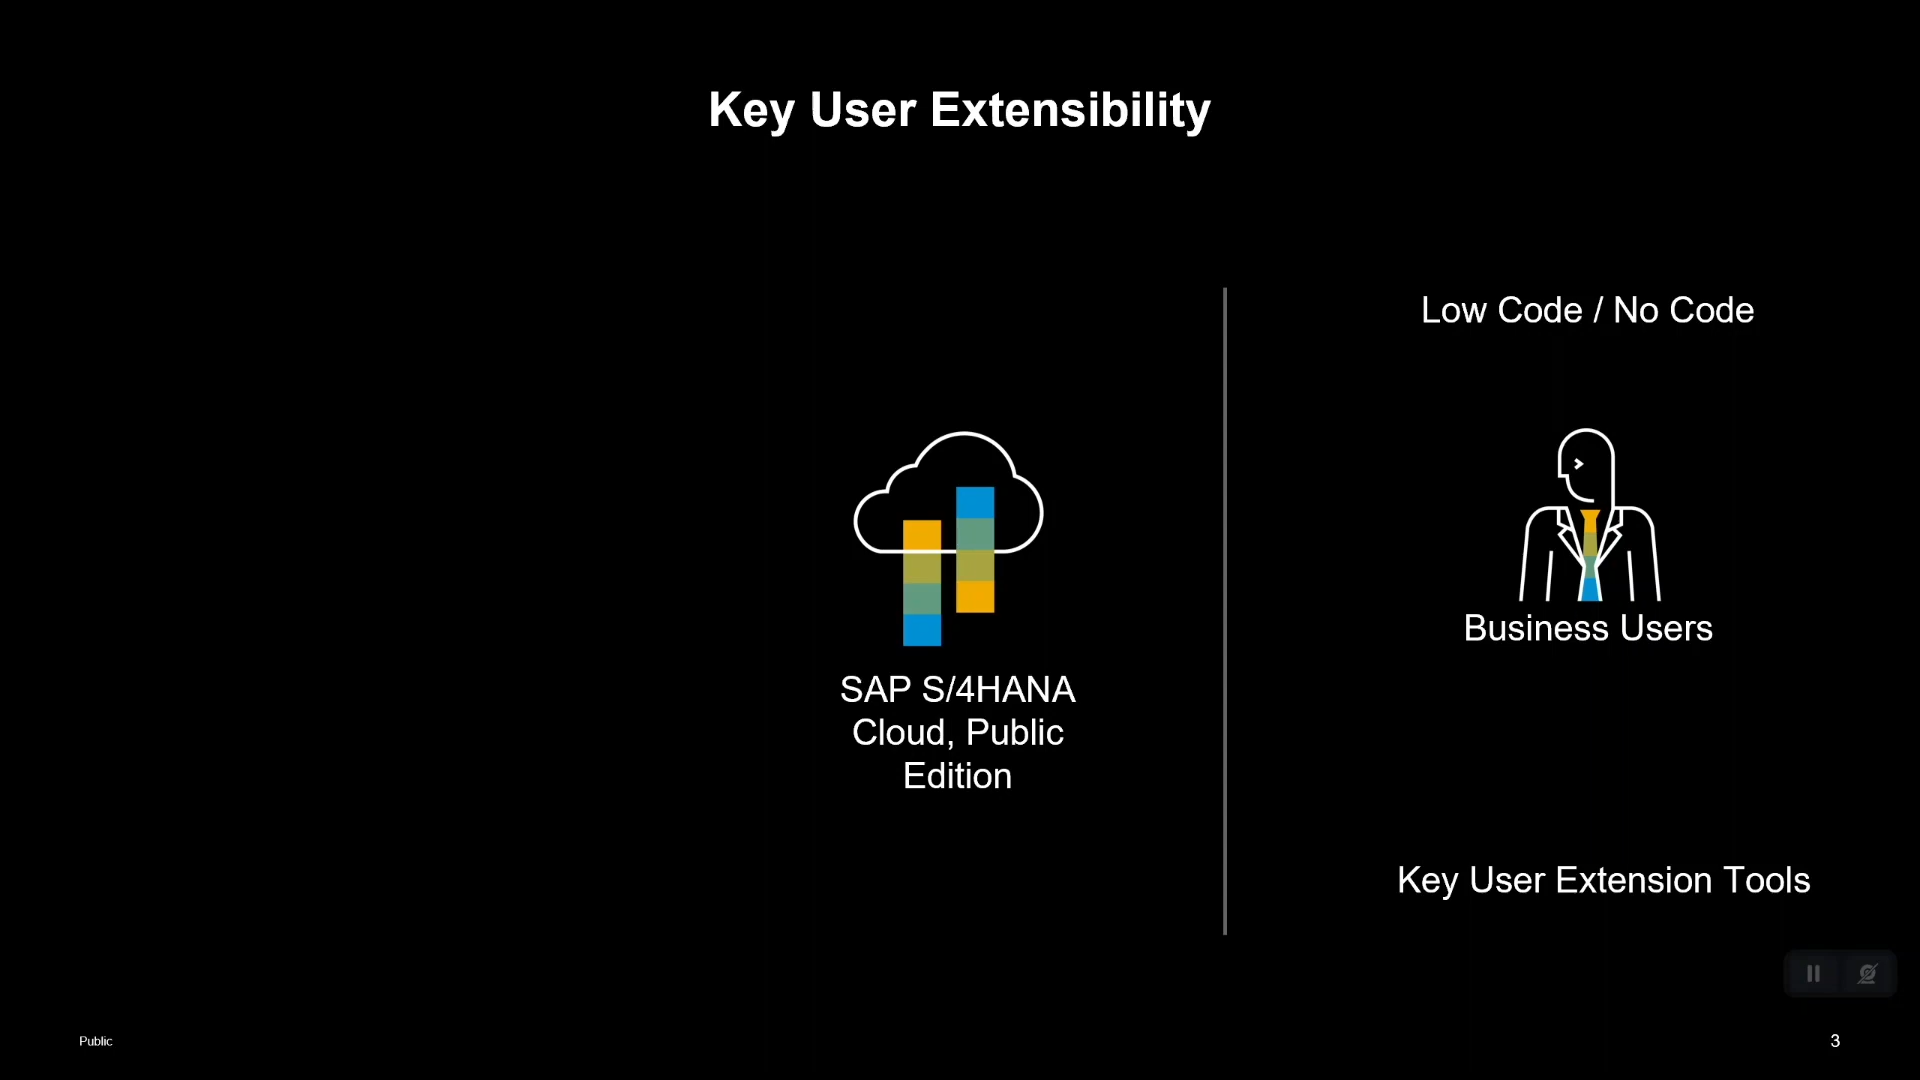 Key User Extensibility
Low Code / No Code
SAP S/4HANA
Cloud, Public
Edition
Business Users
Key User Extension Tools
Public
3